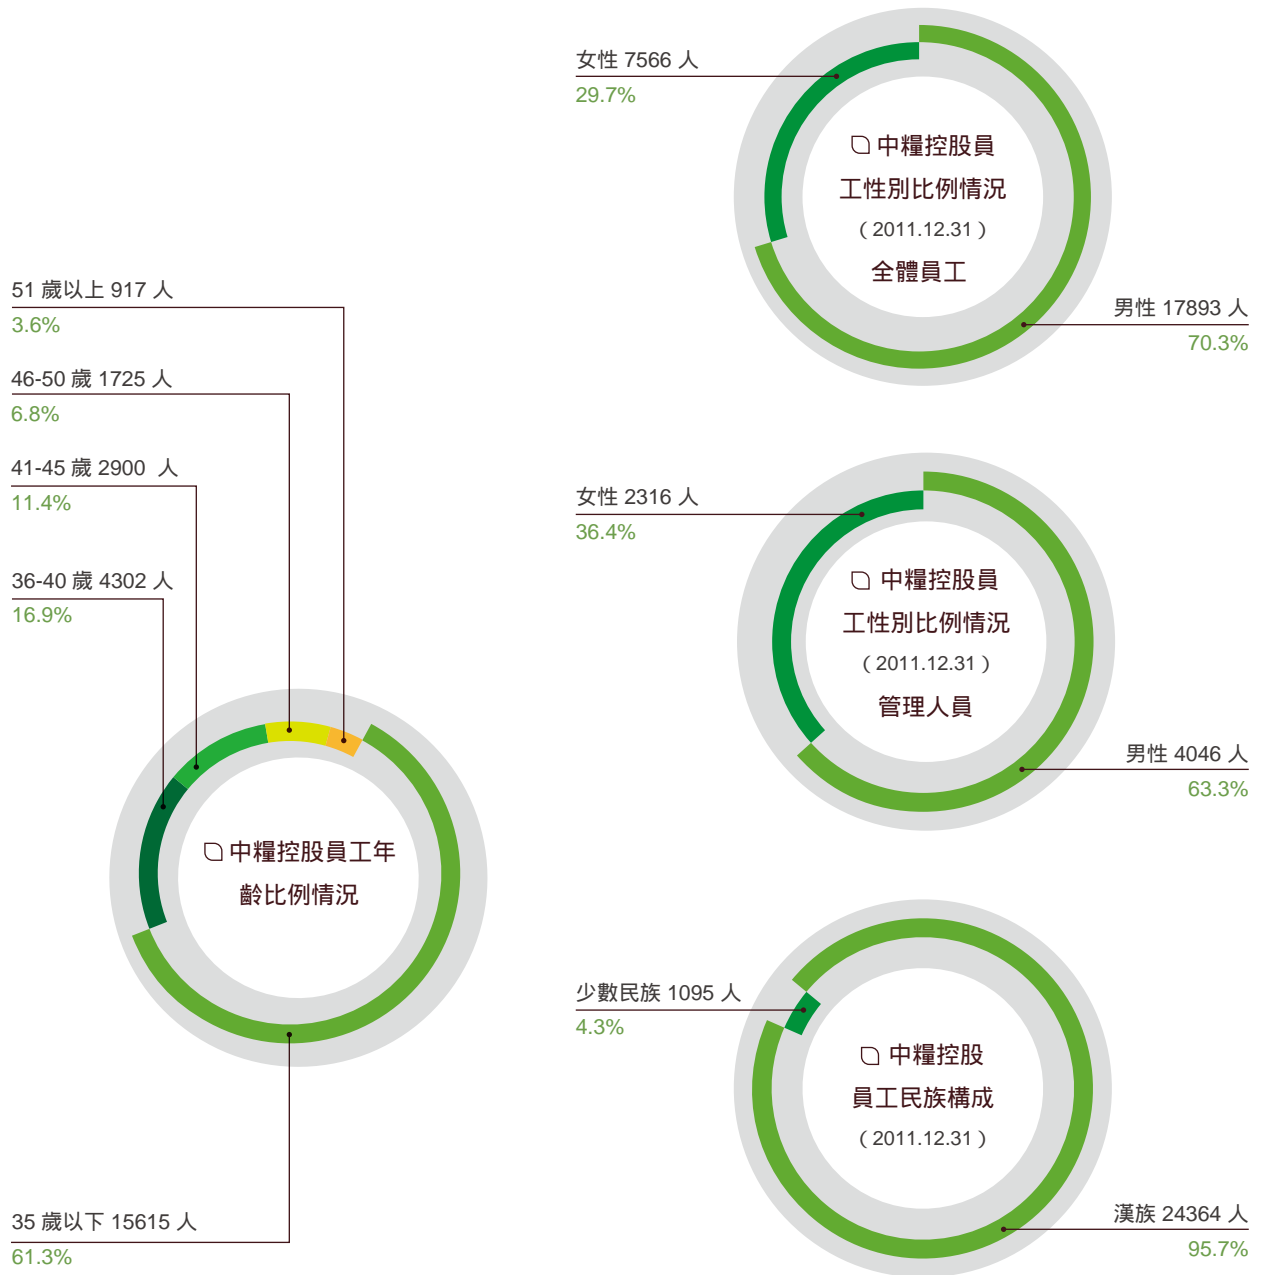 51 歲以上 917 人
3.6%
46-50 歲 1725 人
6.8%
41-45 歲 2900 人
11.4%
36-40 歲 4302 人
16.9%
中糧控股員工年
齡比例情況
35 歲以下 15615 人
61.3%
女性 7566 人
29.7%
中糧控股員
工性別比例情況
(2011.12.31)
全體員工
男性 17893 人
70.3%
女性 2316 人
36.4%
中糧控股員
工性別比例情況
(2011.12.31)
管理人員
男性 4046 人
63.3%
少數民族 1095 人
4.3%
中糧控股
員工民族構成
(2011.12.31)
漢族 24364 人
95.7%